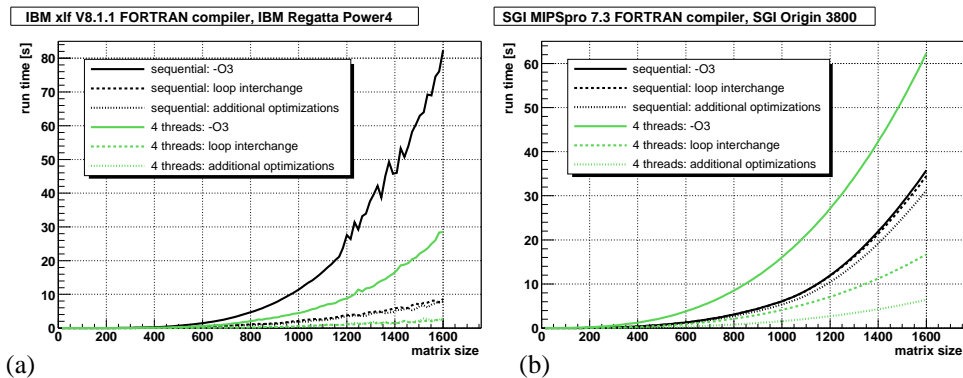 IBM xlf V8.1.1 FORTRAN compiler, IBM Regatta Power4
run time [s]
80
70
60
50
40
30
20
10
0
sequential: -O3
sequential: loop interchange
sequential: additional optimizations
4 threads: -O3
4 threads: loop interchange
4 threads: additional optimizations
0 200 400 600 800 1000 1200 1400 1600
matrix size
(a)
SGI MIPSpro 7.3 FORTRAN compiler, SGI Origin 3800
run time [s]
60
50
40
30
20
10
0
sequential: -O3
sequential: loop interchange
sequential: additional optimizations
4 threads: -O3
4 threads: loop interchange
4 threads: additional optimizations
0 200 400 600 800 1000 1200 1400 1600
matrix size
(b)